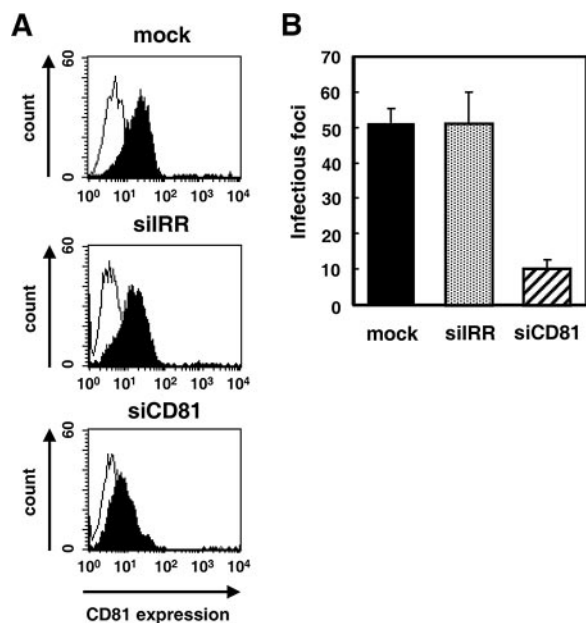 A
mock
60
count
0
10⁰ 10¹ 10² 10³ 10⁴
siIRR
60
count
0
10⁰ 10¹ 10² 10³ 10⁴
siCD81
60
count
0
10⁰ 10¹ 10² 10³ 10⁴
CD81 expression
B
Infectious foci
70
60
50
40
30
20
10
0
mock siIRR siCD81